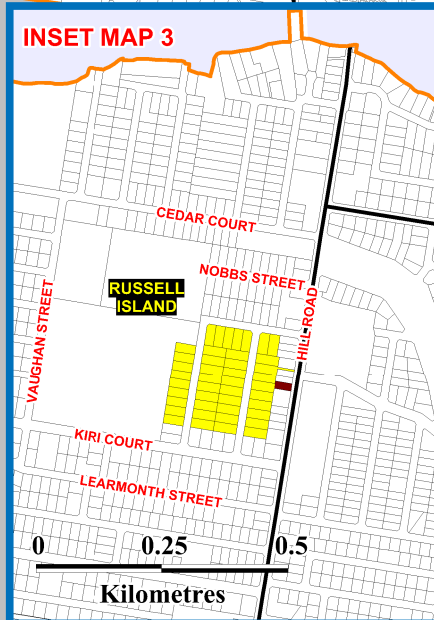 INSET MAP 3
CEDAR COURT
NOBBS STREET
RUSSELL
ISLAND
HILL ROAD
VAUGHAN STREET
KIRI COURT
LEARMONTH STREET
0 0.25 0.5
Kilometres